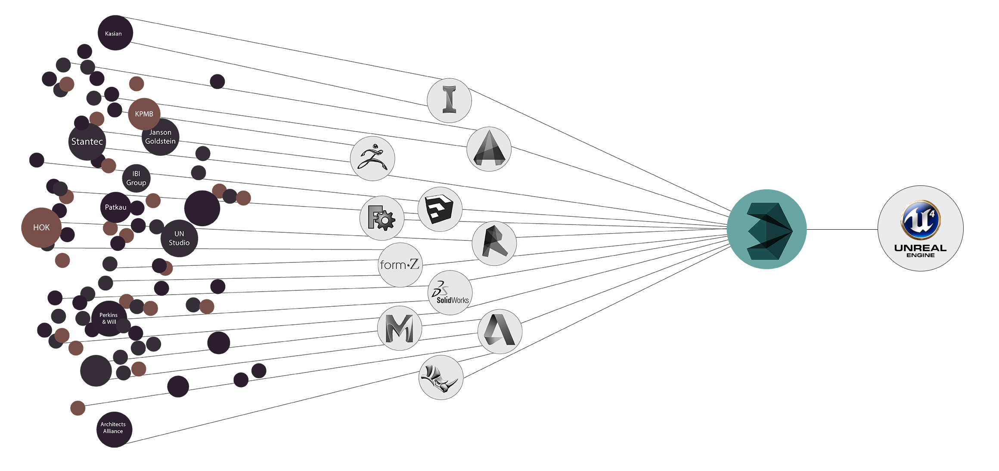 Kasian
KPMB
Janson
Goldstein
Stantec
IBI
Group
Patkau
HOK
UN
Studio
Perkins
& Will
Architects
Alliance
form·Z
SolidWorks
4
UNREAL
ENGINE